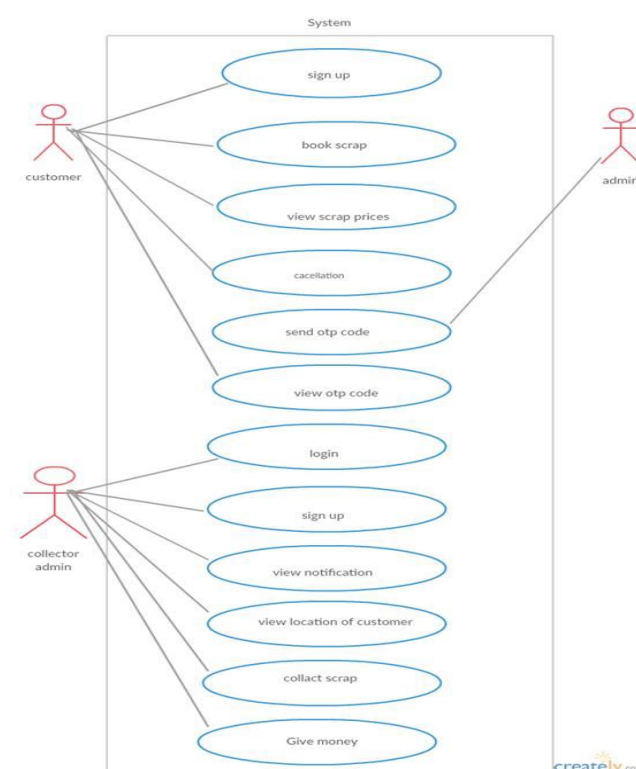 System
sign up
book scrap
customer
admin
view scrap prices
cacellation
send otp code
view otp code
login
sign up
collector
admin
view notification
view location of customer
collact scrap
Give money
creately